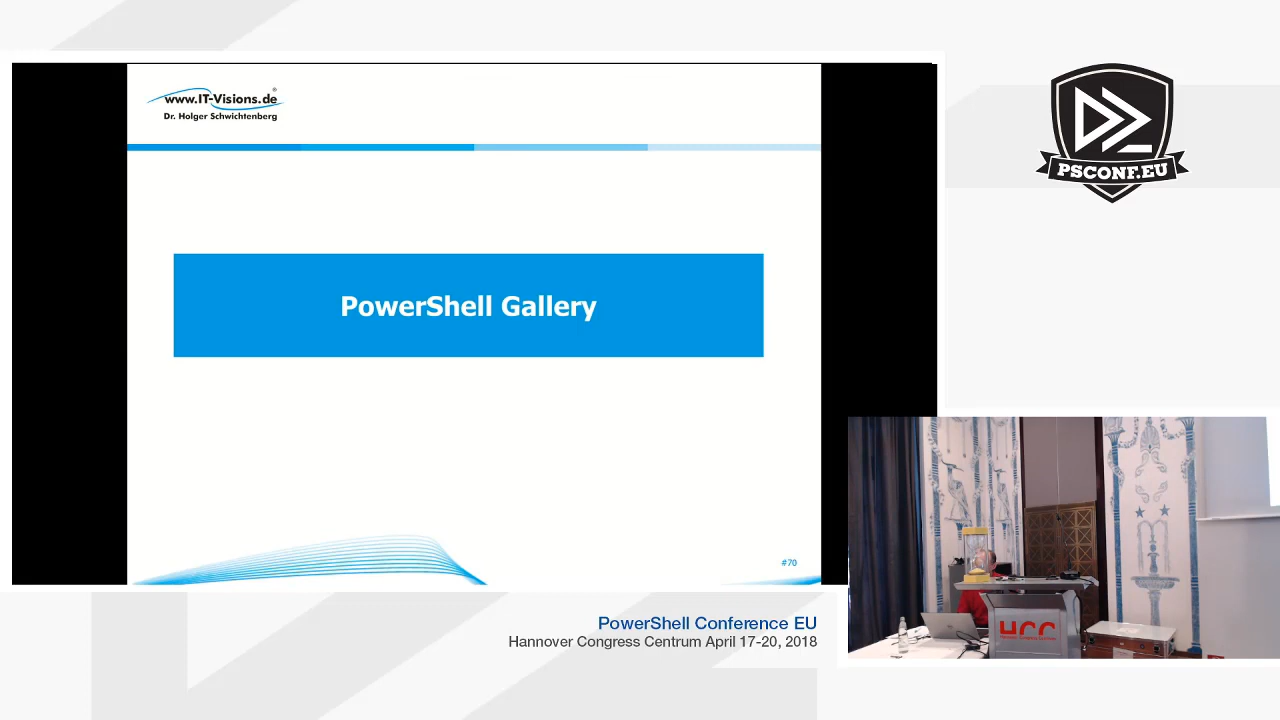 www.IT-Visions.de
®
Dr. Holger Schwichtenberg
PowerShell Gallery
#70
PSCONF.EU
HCC
PowerShell Conference EU
Hannover Congress Centrum April 17-20, 2018